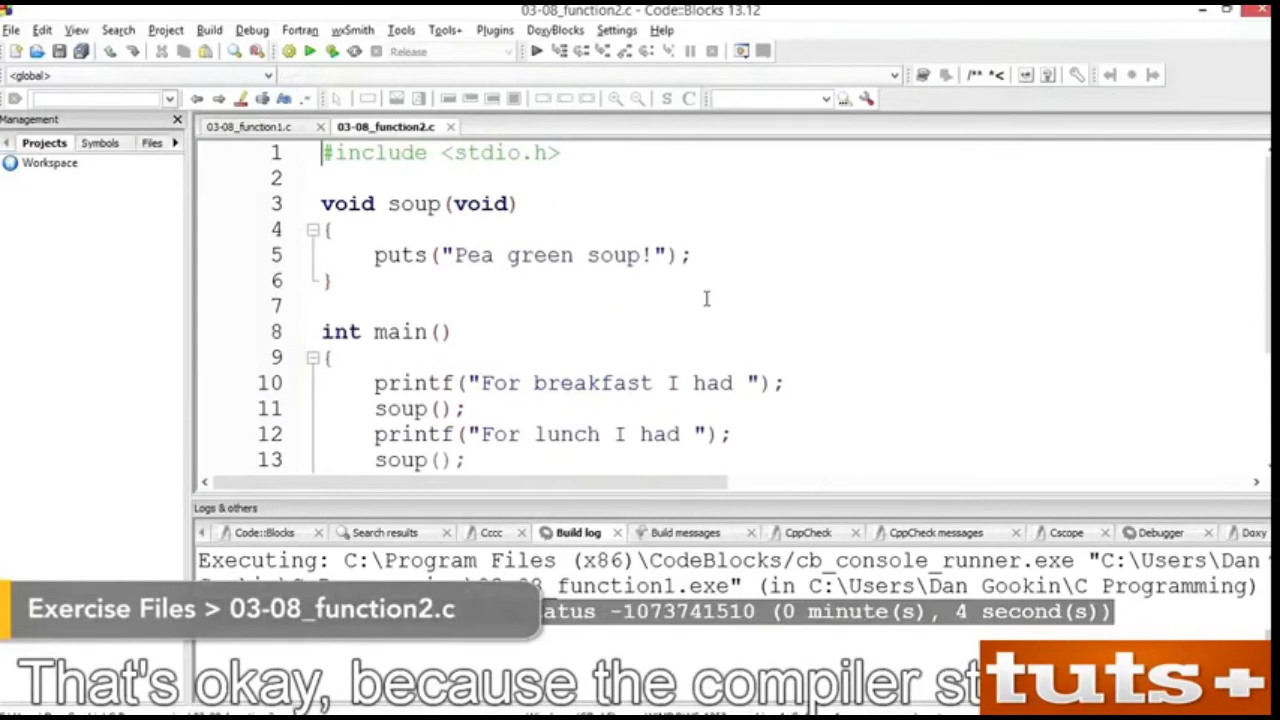 03-08_function2.c - Code::Blocks 13.12
File Edit View Search Project Build Debug Fortran wxSmith Tools Tools+ Plugins DoxyBlocks Settings Help
Release
<global>
/** *<
S C
Management
Projects Symbols Files
Workspace
03-08_function1.c 03-08_function2.c
1 #include <stdio.h>
2
3 void soup(void)
4 {
5 puts("Pea green soup!");
6 }
7
8 int main()
9 {
10 printf("For breakfast I had ");
11 soup();
12 printf("For lunch I had ");
13 soup();
Logs & others
Code::Blocks Search results Cccc Build log Build messages CppCheck CppCheck messages Cscope Debugger Doxy
Executing: C:\Program Files (x86)\CodeBlocks/cb_console_runner.exe "C:\Users\Dan
function1.exe" (in C:\Users\Dan Gookin\C Programming)
atus -1073741510 (0 minute(s), 4 second(s))
Exercise Files > 03-08_function2.c
That's okay, because the compiler st
tuts+